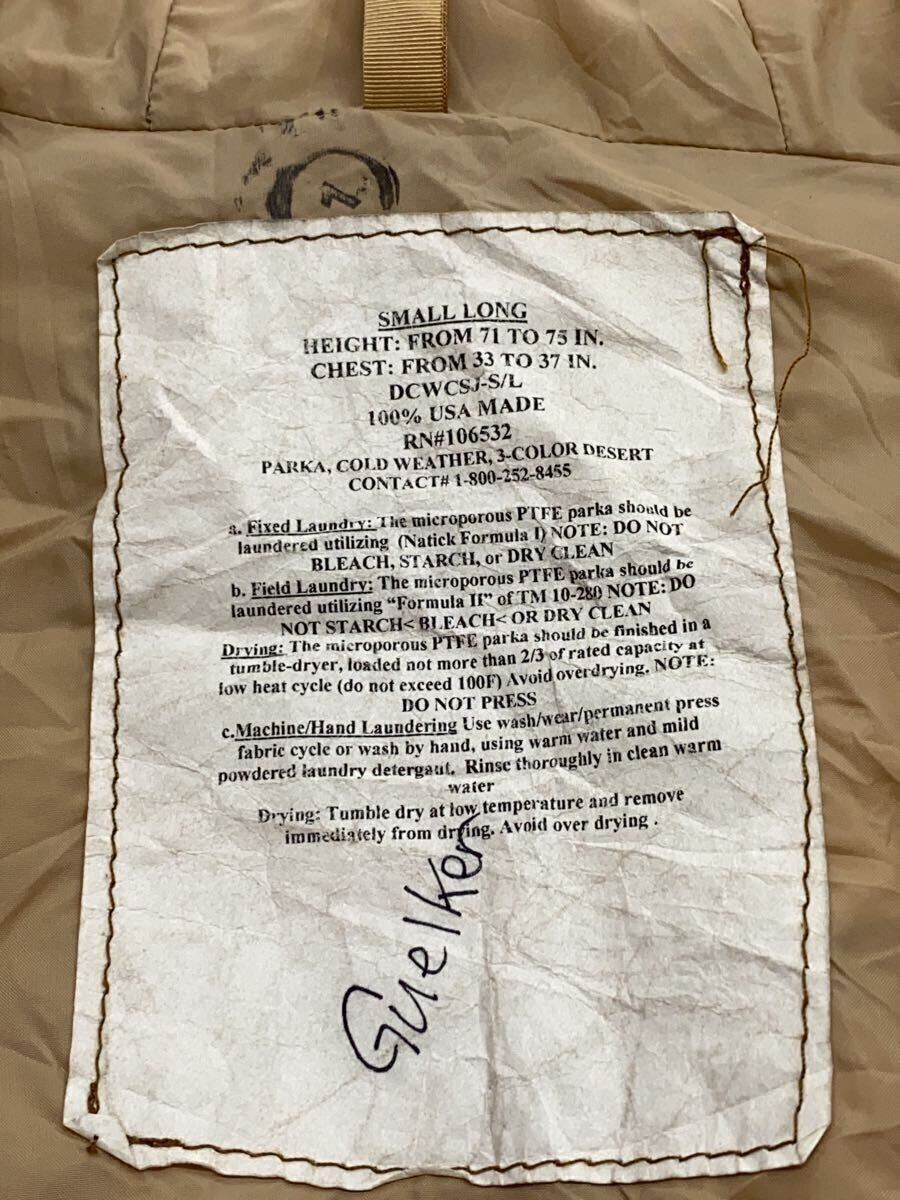 1
SMALL LONG
HEIGHT: FROM 71 TO 75 IN.
CHEST: FROM 33 TO 37 IN.
DCWCSJ-S/L
100% USA MADE
RN#106532
PARKA, COLD WEATHER, 3-COLOR DESERT
CONTACT# 1-800-252-8455
a. Fixed Laundry: The microporous PTFE parka should be
laundered utilizing (Natick Formula I) NOTE: DO NOT
BLEACH, STARCH, or DRY CLEAN
b. Field Laundry: The microporous PTFE parka should be
laundered utilizing "Formula II" of TM 10-280 NOTE: DO
NOT STARCH< BLEACH< OR DRY CLEAN
Drying: The microporous PTFE parka should be finished in a
tumble-dryer, loaded not more than 2/3 of rated capacity at
low heat cycle (do not exceed 100F) Avoid overdrying. NOTE:
DO NOT PRESS
c.Machine/Hand Laundering Use wash/wear/permanent press
fabric cycle or wash by hand, using warm water and mild
powdered laundry detergaut. Rinse thoroughly in clean warm
water
Drying: Tumble dry at low temperature and remove
immediately from drying. Avoid over drying .
Guelker